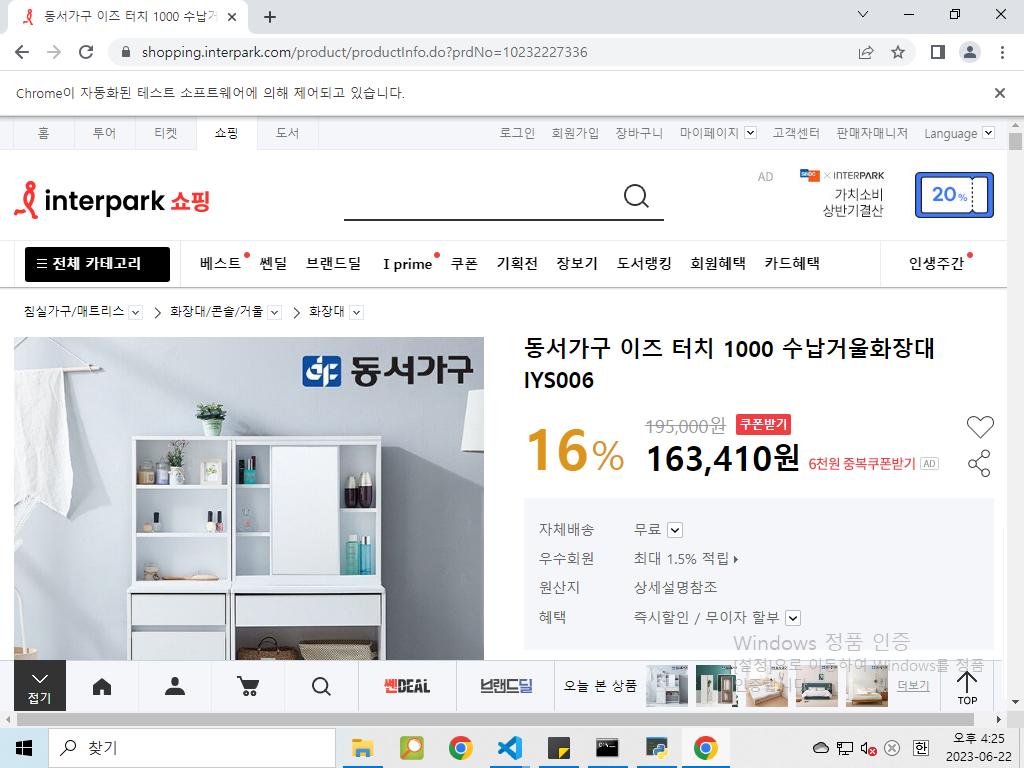 동서가구 이즈 터치 1000 수납거
shopping.interpark.com/product/productInfo.do?prdNo=10232227336
Chrome이 자동화된 테스트 소프트웨어에 의해 제어되고 있습니다.
홈 투어 티켓 쇼핑 도서 로그인 회원가입 장바구니 마이페이지 고객센터 판매자매니저 Language
interpark 쇼핑
AD
× INTERPARK
가치소비
상반기결산
20%
전체 카테고리 베스트 쎈딜 브랜드딜 I prime 쿠폰 기획전 장보기 도서랭킹 회원혜택 카드혜택 인생주간
침실가구/매트리스 화장대/콘솔/거울 화장대
동서가구
동서가구 이즈 터치 1000 수납거울화장대
IYS006
16%
195,000원 쿠폰받기
163,410원 6천원 중복쿠폰받기 AD
자체배송 무료
우수회원 최대 1.5% 적립
원산지 상세설명참조
혜택 즉시할인 / 무이자 할부
Windows 정품 인증
[설정]으로 이동하여 Windows를 정품
인증합니다.
접기
쎈DEAL
브랜드딜
오늘 본 상품
더보기
TOP
찾기
한
오후 4:25
2023-06-22